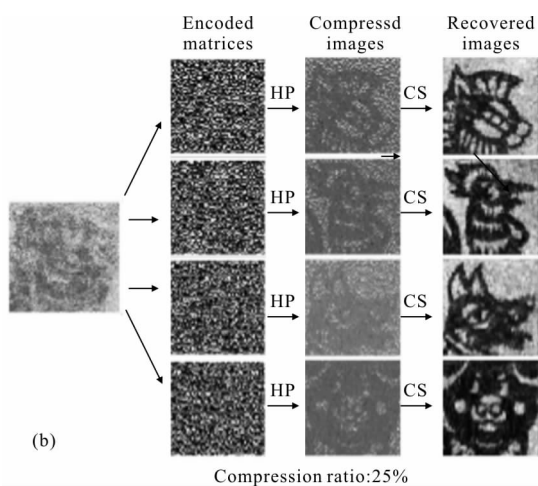 Encoded matrices
Compressd images
Recovered images
HP
CS
HP
CS
HP
CS
HP
CS
(b)
Compression ratio:25%